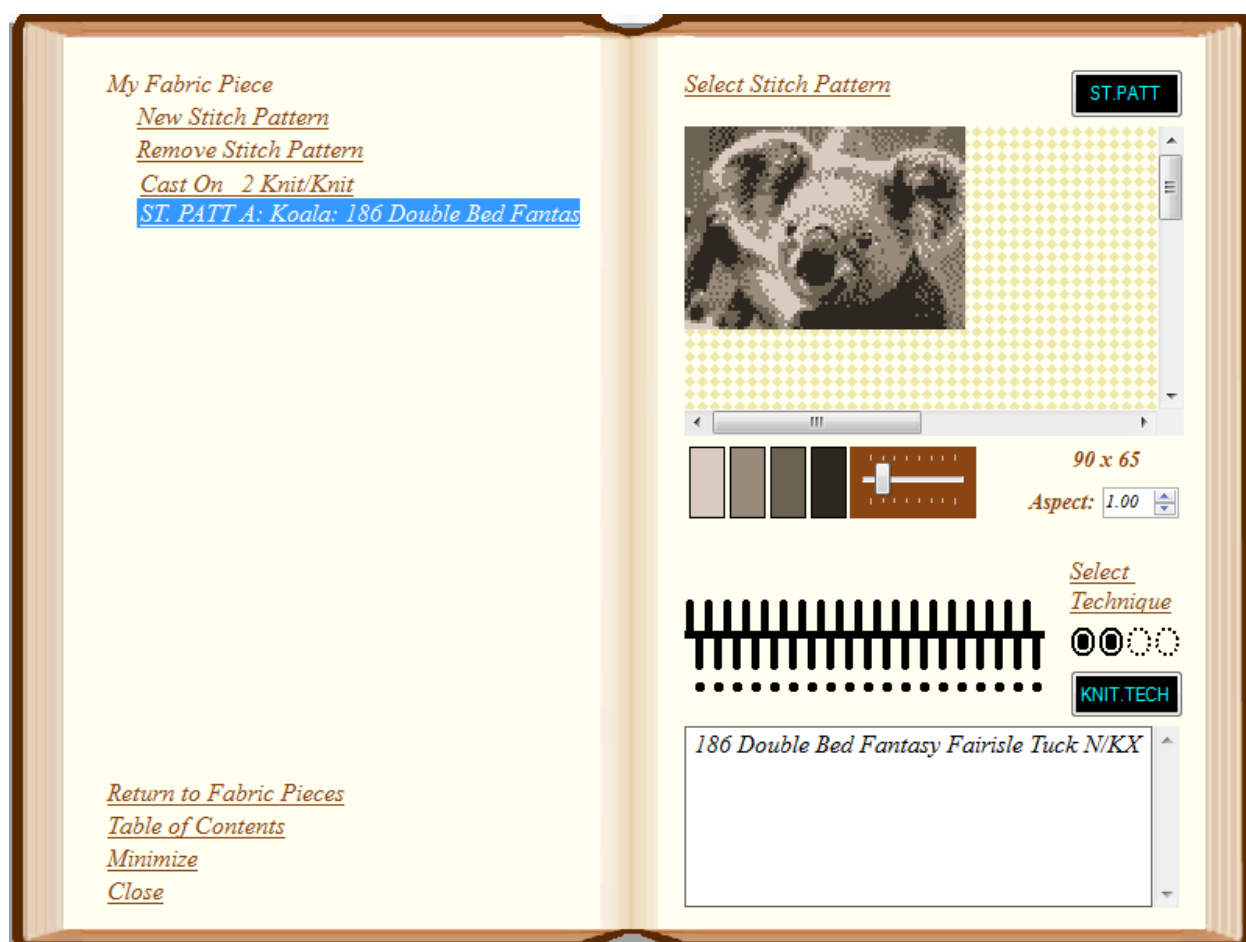 My Fabric Piece
New Stitch Pattern
Remove Stitch Pattern
Cast On   2 Knit/Knit
ST. PATT A: Koala: 186 Double Bed Fantas
Return to Fabric Pieces
Table of Contents
Minimize
Close
Select Stitch Pattern
ST.PATT
90 x 65
Aspect: 1.00
Select
Technique
KNIT.TECH
186 Double Bed Fantasy Fairisle Tuck N/KX